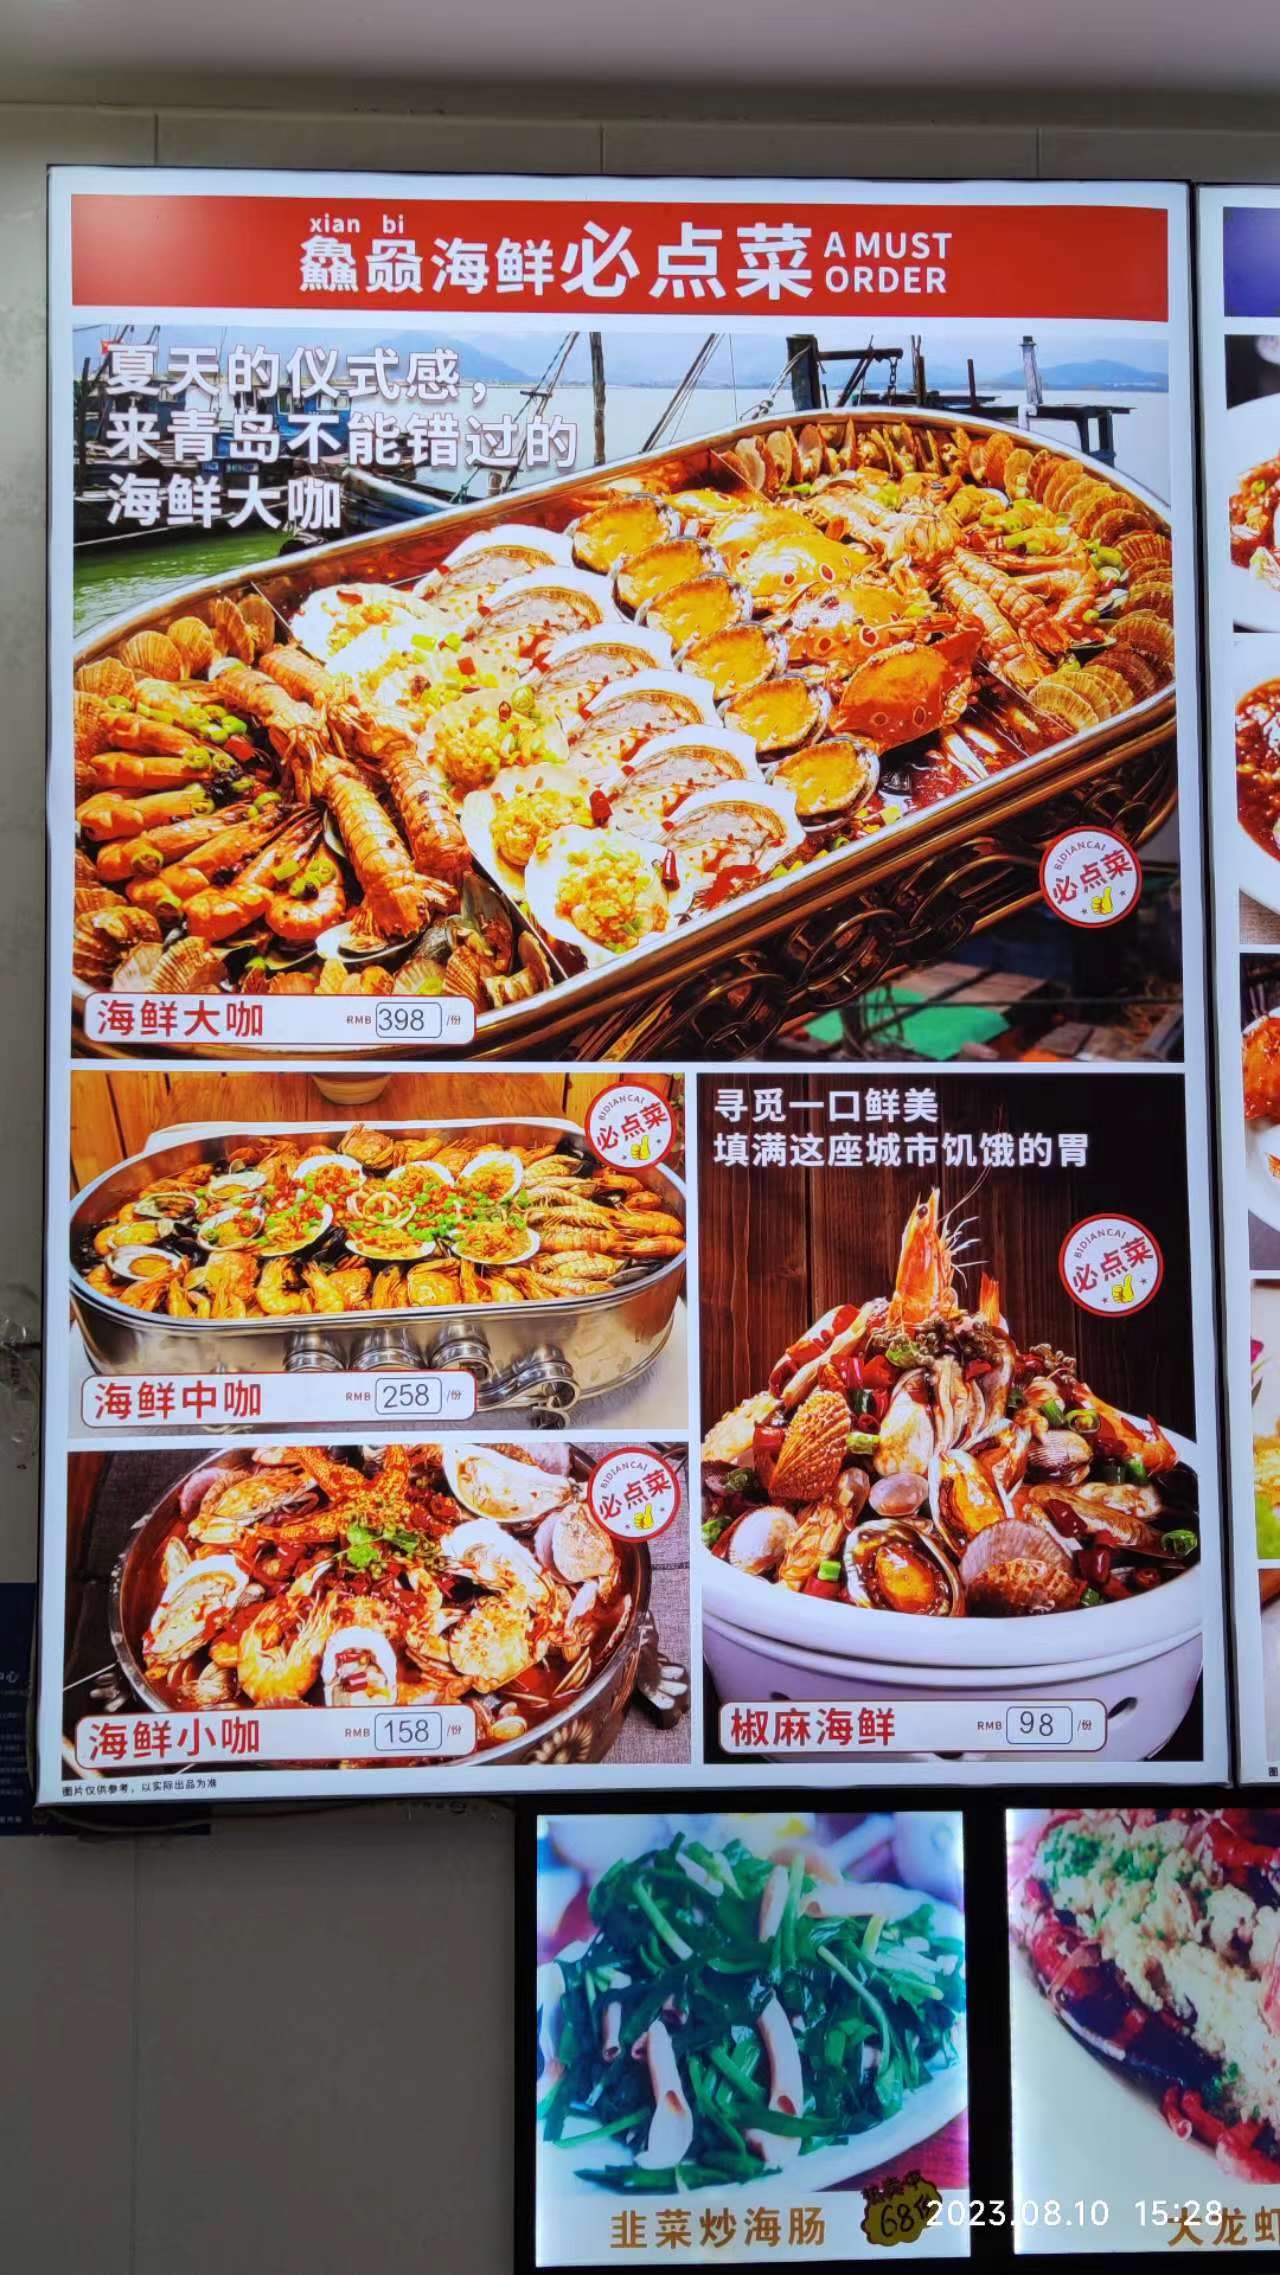 xian bi
鱻赑海鲜必点菜
A MUST
ORDER
夏天的仪式感，
来青岛不能错过的
海鲜大咖
BIDIANCAI
必点菜
海鲜大咖 RMB 398 /份
BIDIANCAI
必点菜
海鲜中咖 RMB 258 /份
寻觅一口鲜美
填满这座城市饥饿的胃
BIDIANCAI
必点菜
BIDIANCAI
必点菜
海鲜小咖 RMB 158 /份
椒麻海鲜 RMB 98 /份
图片仅供参考，以实际出品为准
韭菜炒海肠
68
大龙虾
2023.08.10 15:28